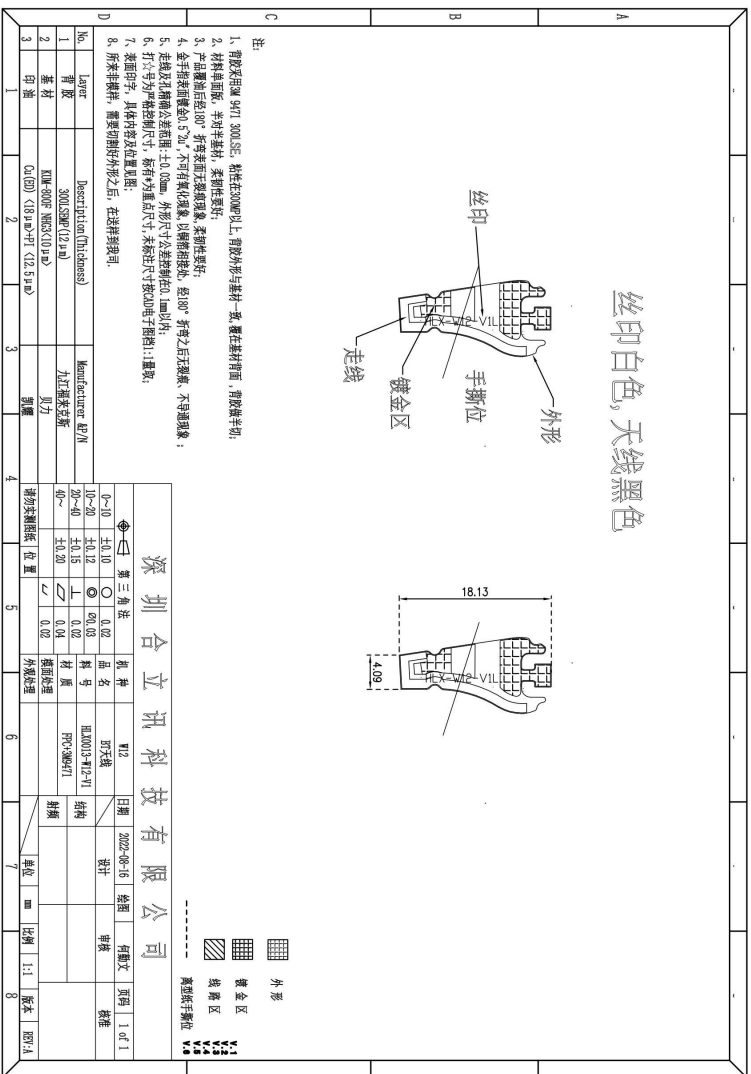 A
B
C
D
丝印白色，天线黑色
外形
手撕位
镀金区
走线
丝印
HLX-W12-V1L
18.13
4.09
HLX-W12-V1L
外形
镀金区
线路区
离型纸手撕位
V.1
V.2
V.3
V.4
V.5
V.6
注:
1、背胶采用3M 9471 300LSE，粘性在300MP以上，背胶外形与基材一致，覆在基材背面，背胶做半切;
2、材料单面版，半对半基材，柔韧性要好;
3、产品覆油后经180°折弯表面无裂痕现象，柔韧性要好;
4、金手指表面镀金0.5~2u"，不可有氧化现象，以铜箔相接处，经180°折弯之后无裂痕、不导通现象;
5、走线及孔精确公差范围:±0.03mm，外形尺寸公差控制在0.1mm以内;
6、打☆号为严格控制尺寸，标有*为重点尺寸，未标注尺寸按CAD电子图档1:1量取;
7、表面印字，具体内容及位置见图;
8、所来非模样，需要切割好外形之后，在送样到我司.
No. Layer Description(Thickness) Manufacturer &P/N
1 背胶 300LSEMP(12μm) 九江福来克斯
2 基材 KIM-800F NHG3<10μm> 贝力
3 印油 Cu(ED) <18μm>+PI <12.5μm> 凯耀
深圳合立讯科技有限公司
第三角法
0~10 ±0.10 0.02
10~20 ±0.12 Ø0.03
20~40 ±0.15 0.02
40~ ±0.20 0.04
0.02
请勿实测图纸 位置
机种 W12
品名 BT天线
料号 HLX0013-W12-V1
材质 FPC+3M9471
模面处理
外观处理
日期 2022-08-16 绘图 何勤文 页码 1 of 1
设计 审核 核准
结构
射频
单位 mm 比例 1:1 版本 REV:A
1 2 3 4 5 6 7 8